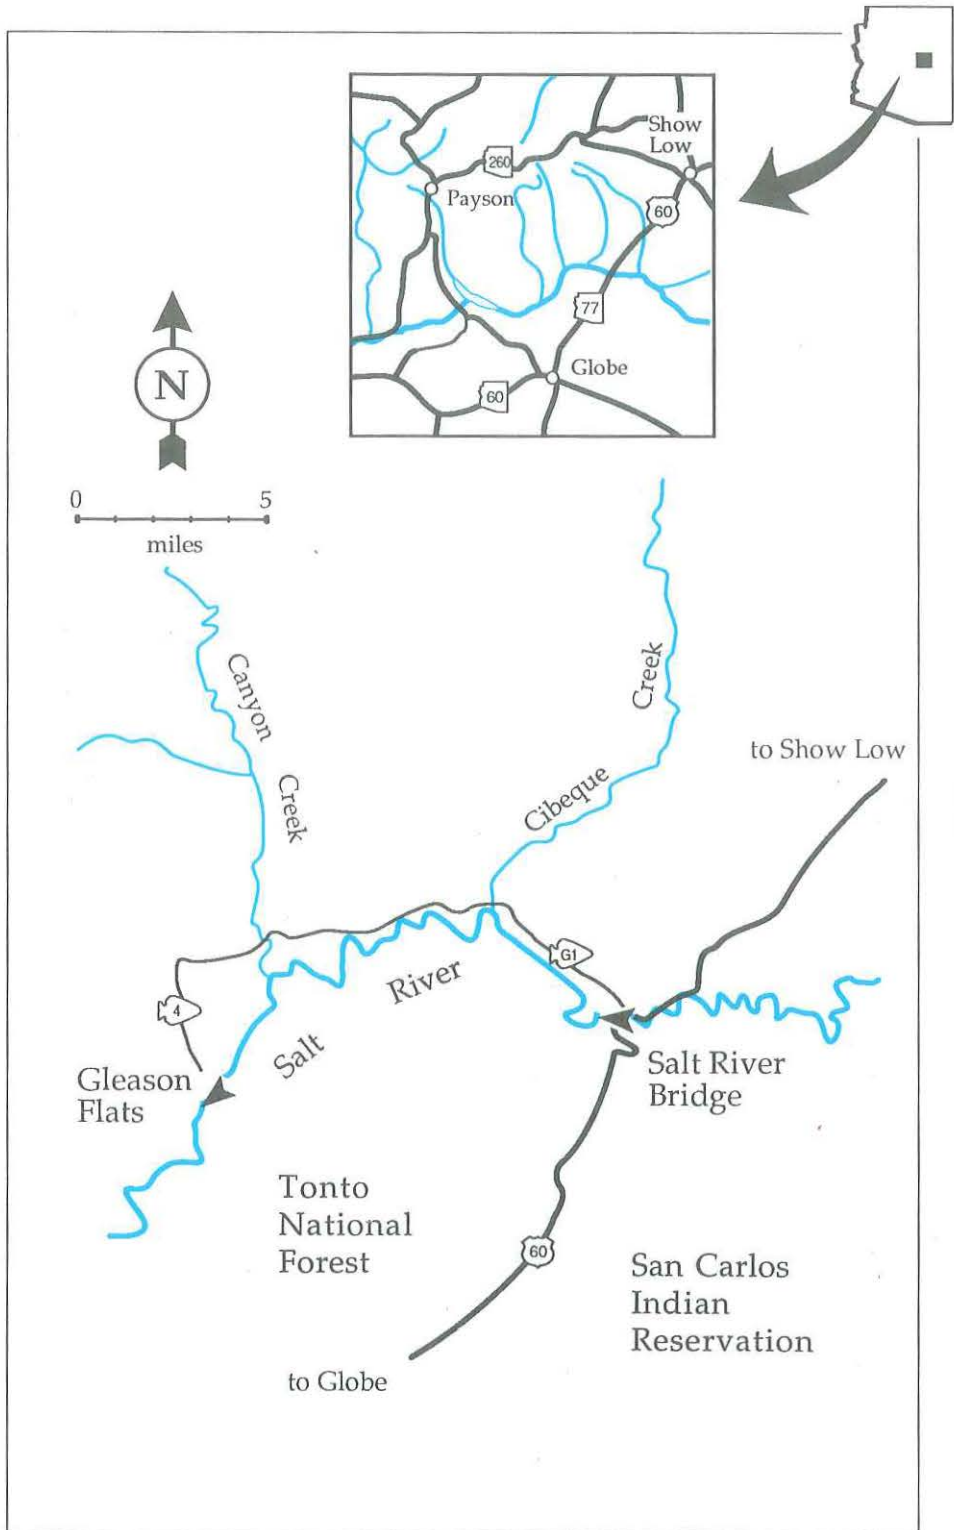 Show
Low
260
Payson
60
77
Globe
60
N
0 5
miles
Canyon
Creek
Creek
Cibeque
to Show Low
G1
River
4
Salt
Gleason
Flats
Salt River
Bridge
Tonto
National
Forest
60
San Carlos
Indian
Reservation
to Globe